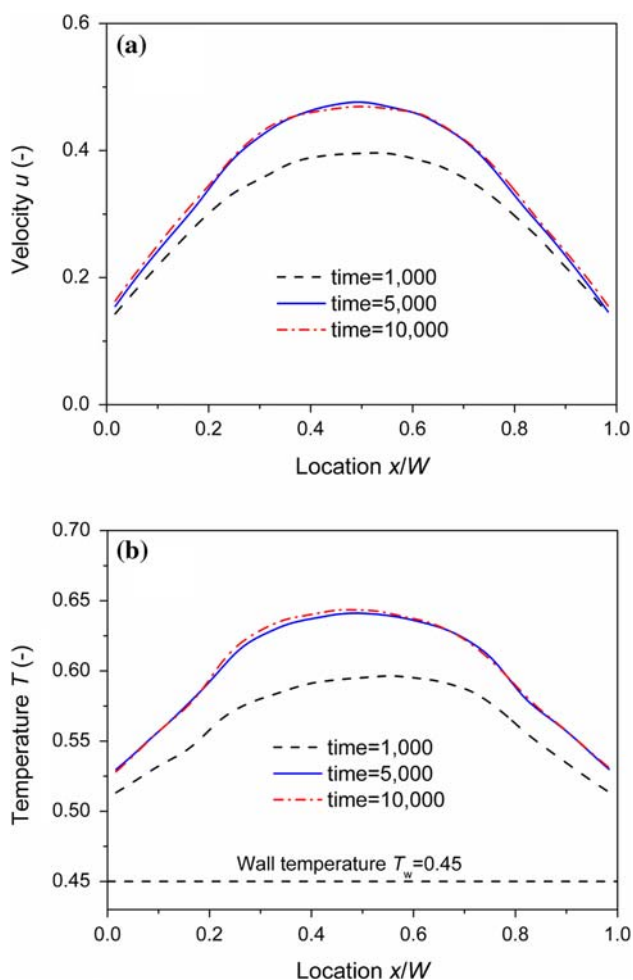 (a)
0.6
0.4
0.2
0.0
Velocity u (-)
time=1,000
time=5,000
time=10,000
0.0 0.2 0.4 0.6 0.8 1.0
Location x/W
(b)
0.70
0.65
0.60
0.55
0.50
0.45
Temperature T (-)
time=1,000
time=5,000
time=10,000
Wall temperature Tw=0.45
0.0 0.2 0.4 0.6 0.8 1.0
Location x/W